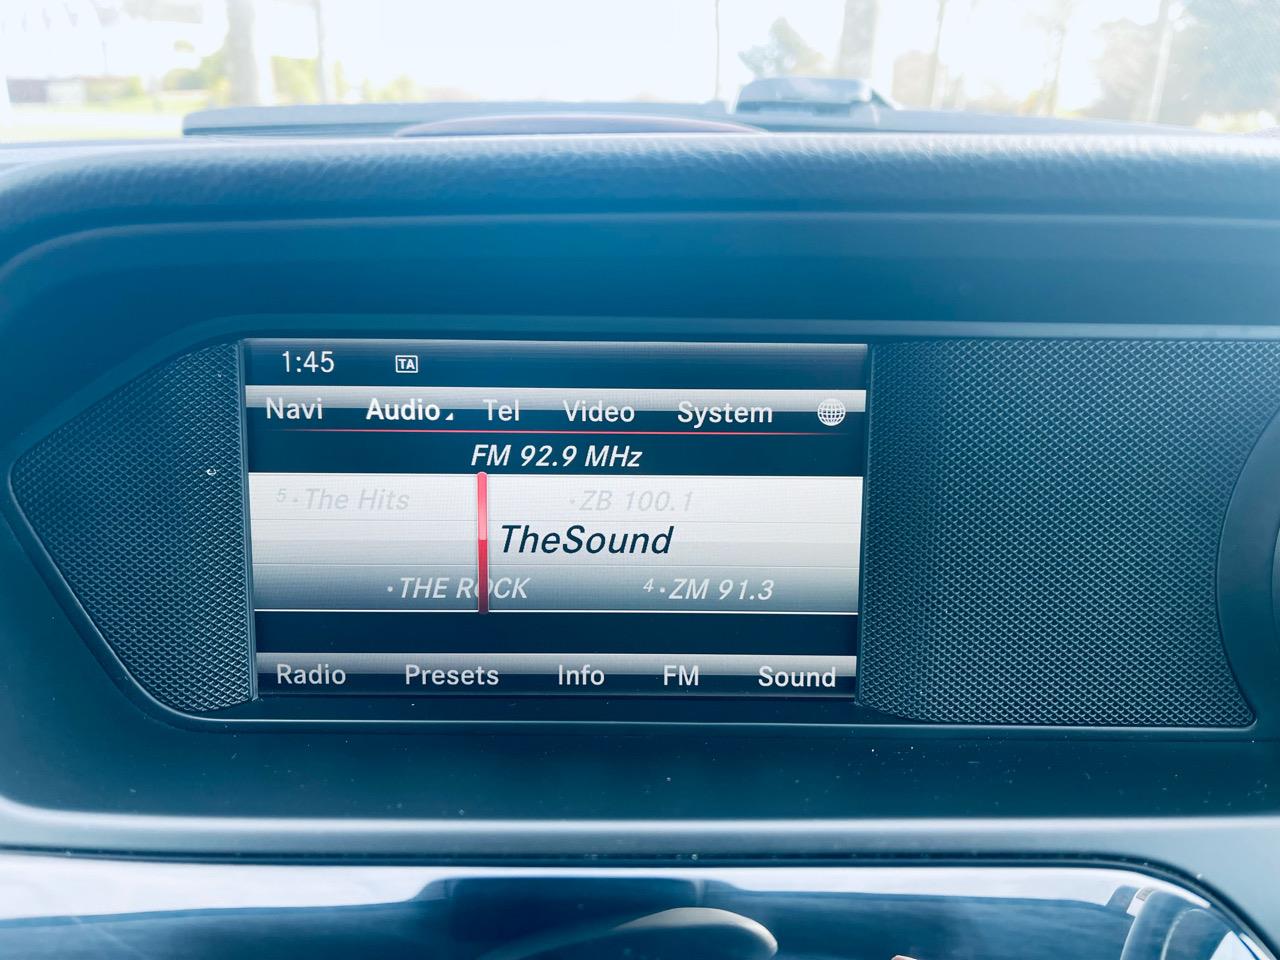 1:45 TA
Navi Audio Tel Video System
FM 92.9 MHz
5 · The Hits · ZB 100.1
TheSound
· THE ROCK 4 · ZM 91.3
Radio Presets Info FM Sound